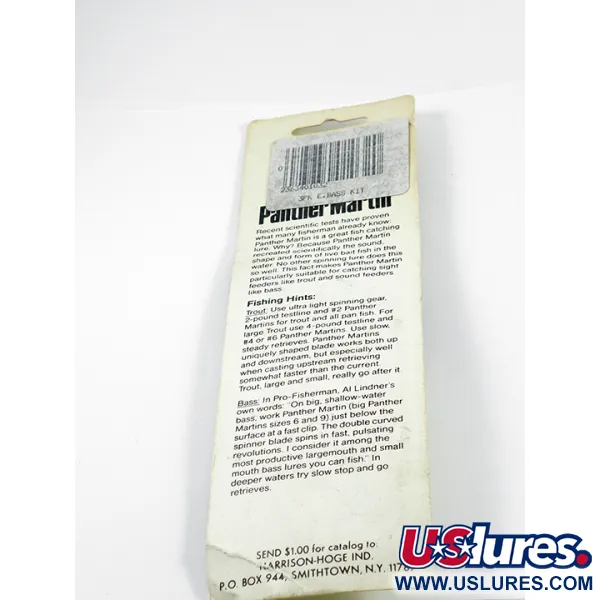 3PK E.BASS KIT
Panther Martin
Recent scientific tests have proven
what many fisherman already know:
Panther Martin is a great fish catching
lure. Why? Because Panther Martin
recreated scientifically the sound,
shape and form of live bait fish in the
water. No other spinning lure does this
so well. This fact makes Panther Martin
particularly suitable for catching sight
feeders like trout and sound feeders
like bass.
Fishing Hints:
Trout: Use ultra light spinning gear,
2-pound testline and #2 Panther
Martins for trout and all pan fish. For
large Trout use 4-pound testline and
#4 or #6 Panther Martins. Use slow,
steady retrieves. Panther Martins
uniquely shaped blade works both up
and downstream, but especially well
when casting upstream retrieving
somewhat faster than the current.
Trout, large and small, really go after it.
Bass: In Pro-Fisherman, Al Lindner's
own words: "On big, shallow-water
bass, work Panther Martin (big Panther
Martins sizes 6 and 9) just below the
surface at a fast clip. The double curved
spinner blade spins in fast, pulsating
revolutions. I consider it among the
most productive largemouth and small
mouth bass lures you can fish." In
deeper waters try slow stop and go
retrieves.
SEND $1.00 for catalog to:
HARRISON-HOGE IND.
P.O. BOX 944, SMITHTOWN, N.Y. 1178
USlures.
WWW.USLURES.COM